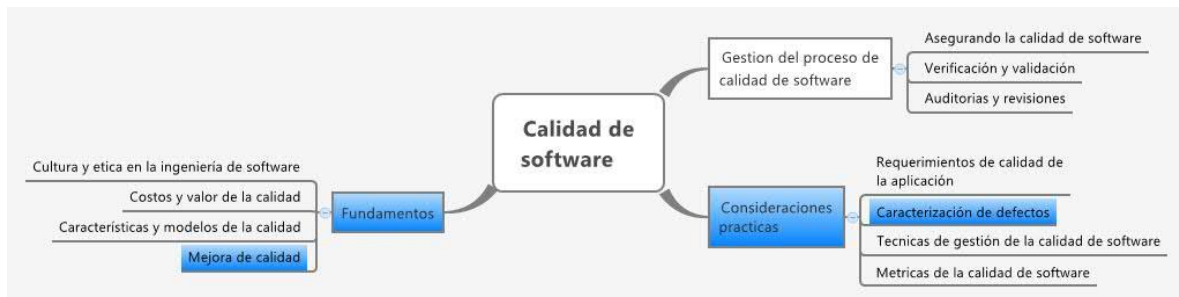 Calidad de
software
Gestion del proceso de
calidad de software
Asegurando la calidad de software
Verificación y validación
Auditorias y revisiones
Consideraciones
practicas
Requerimientos de calidad de
la aplicación
Caracterización de defectos
Tecnicas de gestión de la calidad de software
Metricas de la calidad de software
Fundamentos
Cultura y etica en la ingeniería de software
Costos y valor de la calidad
Características y modelos de la calidad
Mejora de calidad